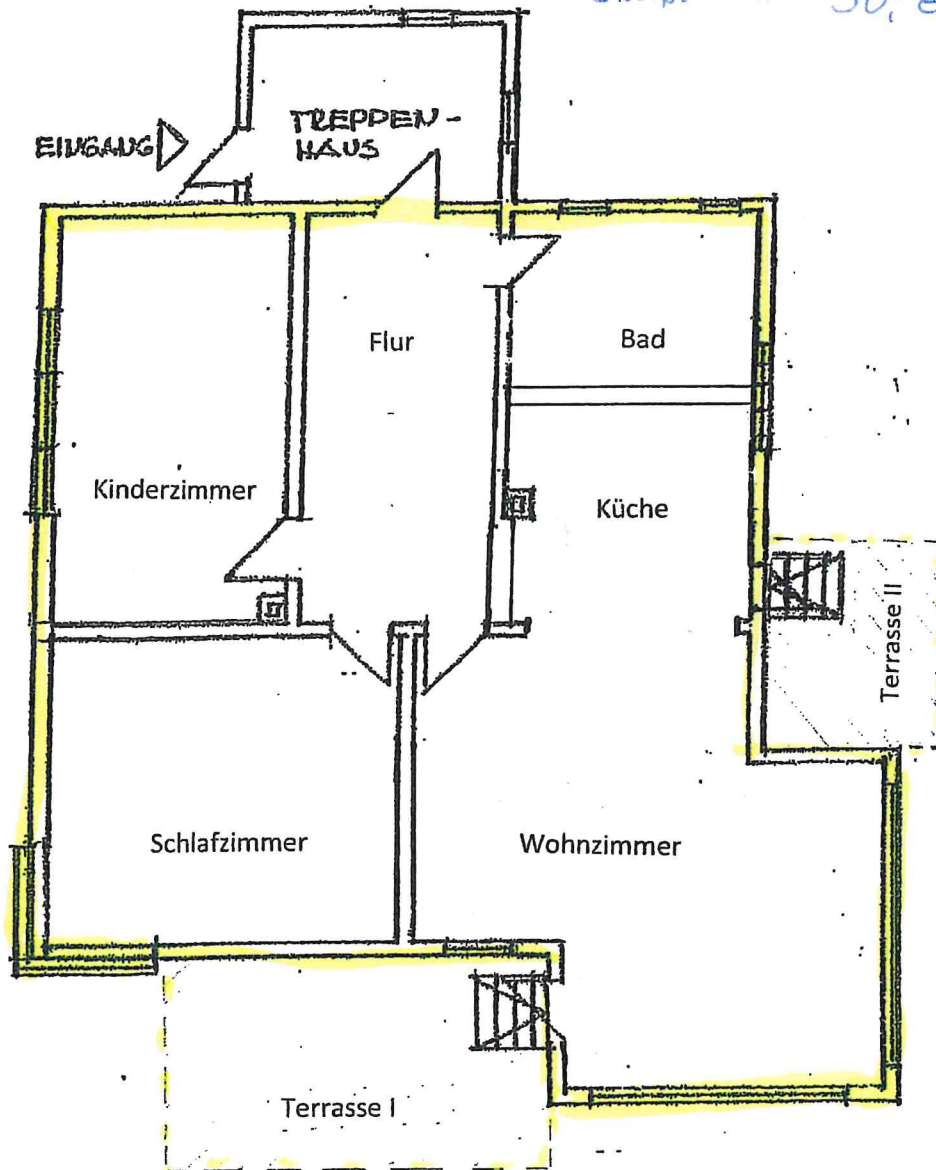 EINGANG
TREPPEN-
HAUS
Flur
Bad
Kinderzimmer
Küche
Terrasse II
Schlafzimmer
Wohnzimmer
Terrasse I